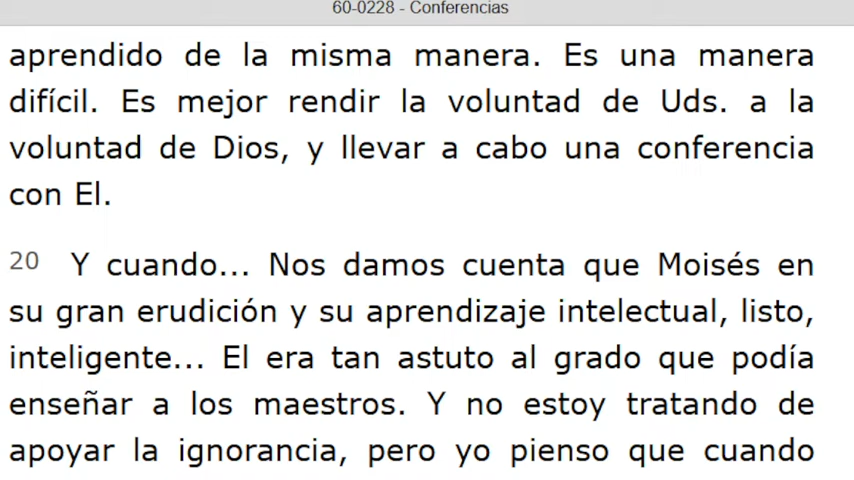 60-0228 - Conferencias
aprendido de la misma manera. Es una manera
difícil. Es mejor rendir la voluntad de Uds. a la
voluntad de Dios, y llevar a cabo una conferencia
con El.
20 Y cuando... Nos damos cuenta que Moisés en
su gran erudición y su aprendizaje intelectual, listo,
inteligente... El era tan astuto al grado que podía
enseñar a los maestros. Y no estoy tratando de
apoyar la ignorancia, pero yo pienso que cuando